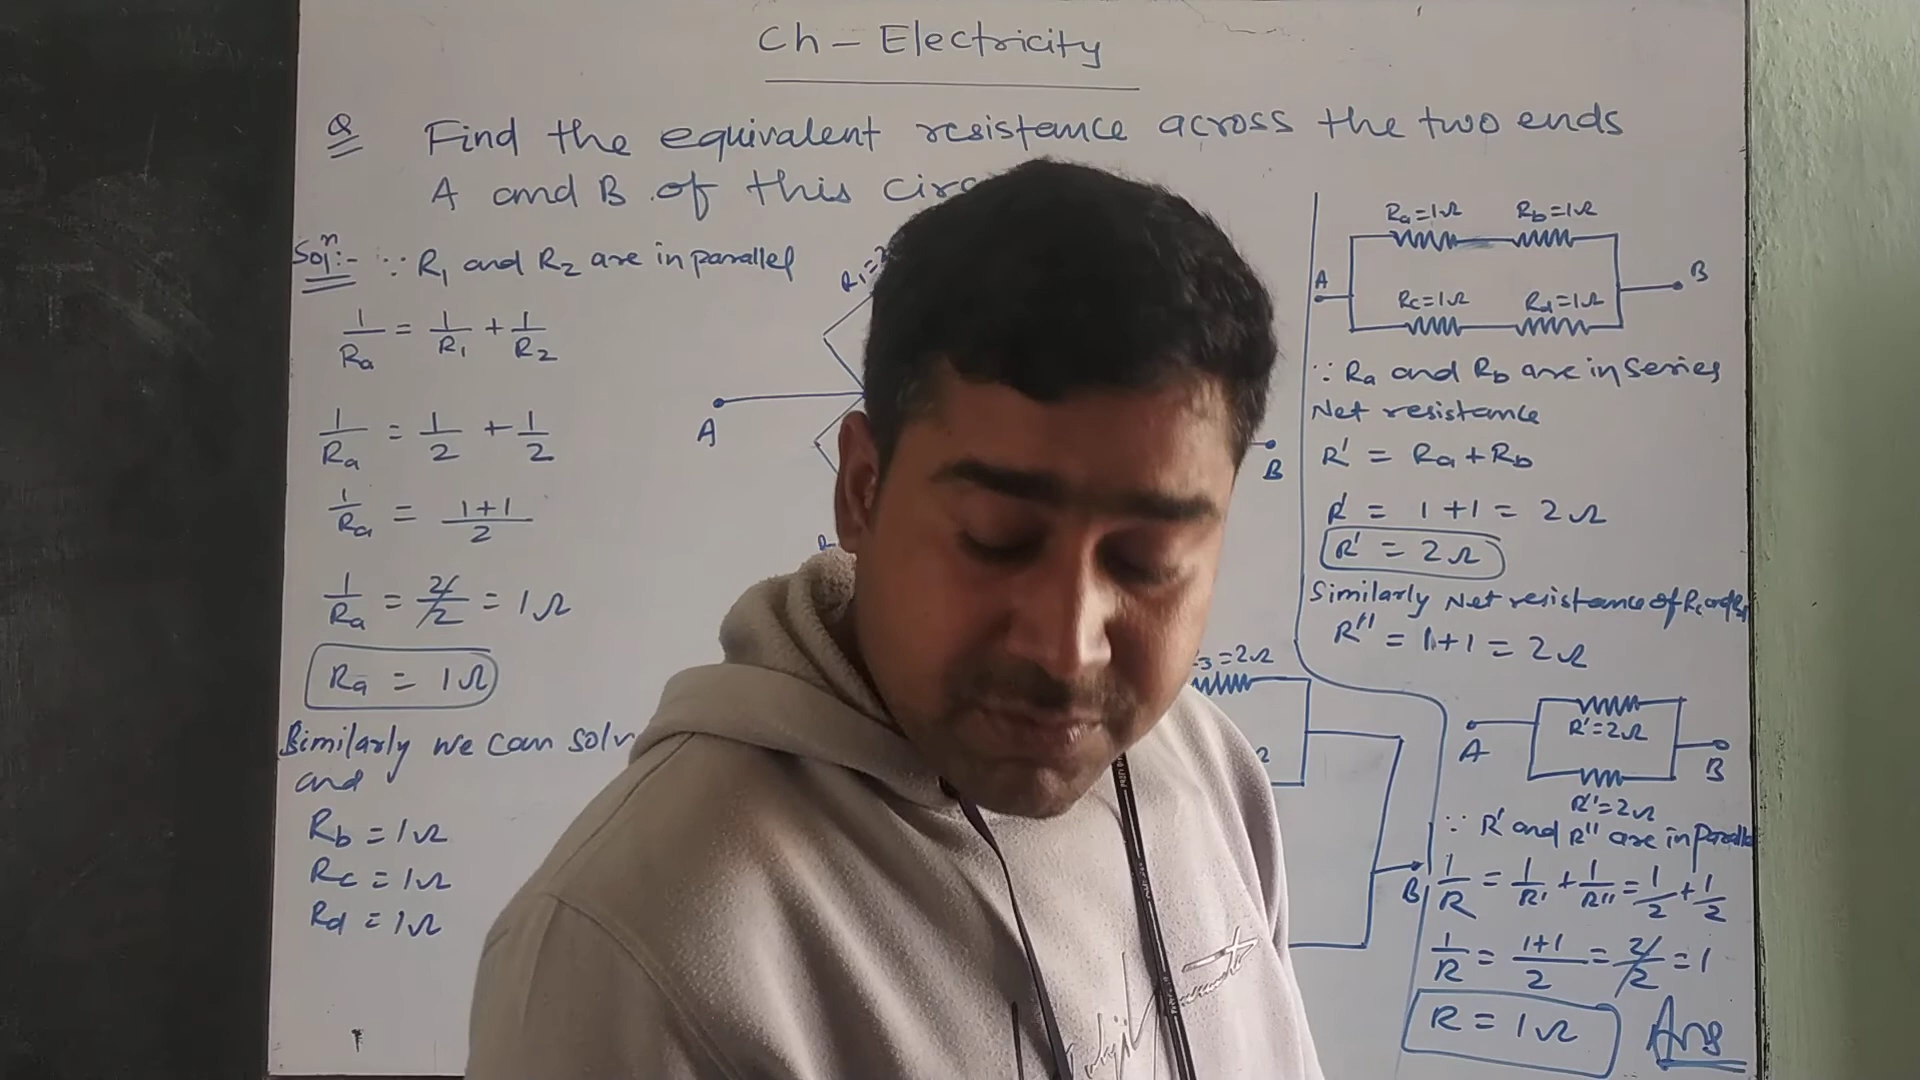 Ch - Electricity
Q Find the equivalent resistance across the two ends
A and B of this
Solⁿ:- ∵ R₁ and R₂ are in parallel
1/Ra = 1/R₁ + 1/R₂
1/Ra = 1/2 + 1/2
1/Ra = 1+1/2
1/Ra = 2/2 = 1Ω
Ra = 1Ω
Similarly we can
and
Rb = 1Ω
Rc = 1Ω
Rd = 1Ω
A
B
=2Ω
B
Ra=1Ω Rb=1Ω
A
B
Rc=1Ω Rd=1Ω
∵ Ra and Rb are in Series
Net resistance
R' = Ra + Rb
R' = 1+1 = 2Ω
R' = 2Ω
Similarly Net resistance of Rc
R'' = 1+1 = 2Ω
A
R'=2Ω
B
R''=2Ω
∵ R' and R'' are in
1/R = 1/R' + 1/R'' = 1/2 + 1/2
1/R = 1+1/2 = 2/2 = 1
R = 1Ω Ans